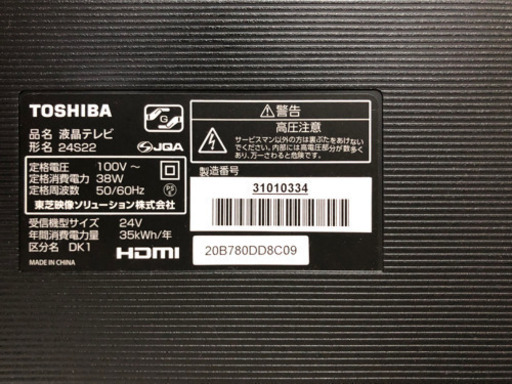 TOSHIBA
G
品名 液晶テレビ
形名 24S22
JQA
定格電圧 100V～
定格消費電力 38W
定格周波数 50/60Hz
PS
E
東芝映像ソリューション株式会社
受信機型サイズ 24V
年間消費電力量 35kWh/年
区分名 DK1
HDMI
MADE IN CHINA
警告
高圧注意
サービスマン以外の方は裏ぶたをあけない
でください。内部には高電圧部分が数多く
あり、万一さわると危険です。
製造番号
31010334
20B780DD8C09